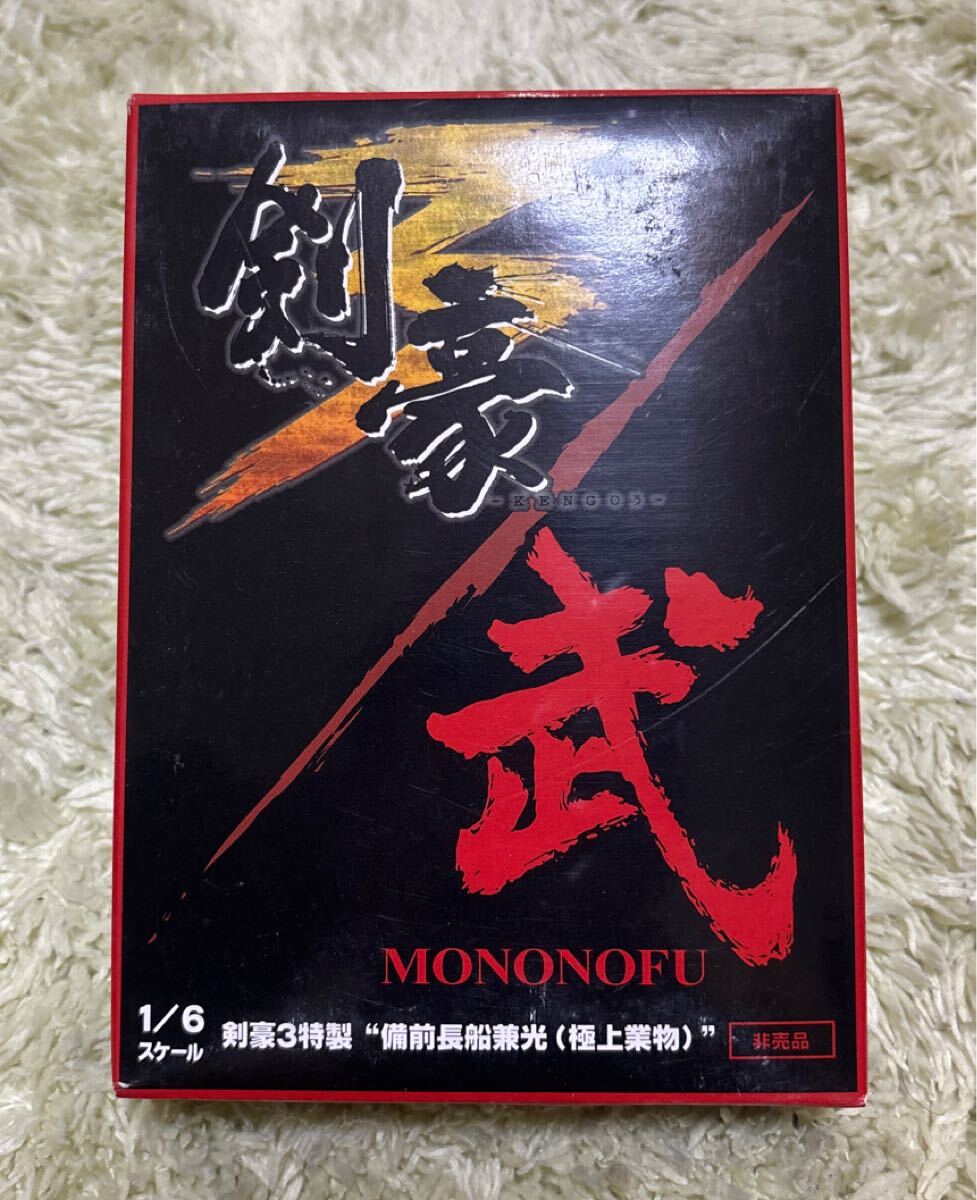 剣豪
-KENGO3-
武
MONONOFU
1/6
スケール
剣豪3特製 “備前長船兼光(極上業物)”
非売品